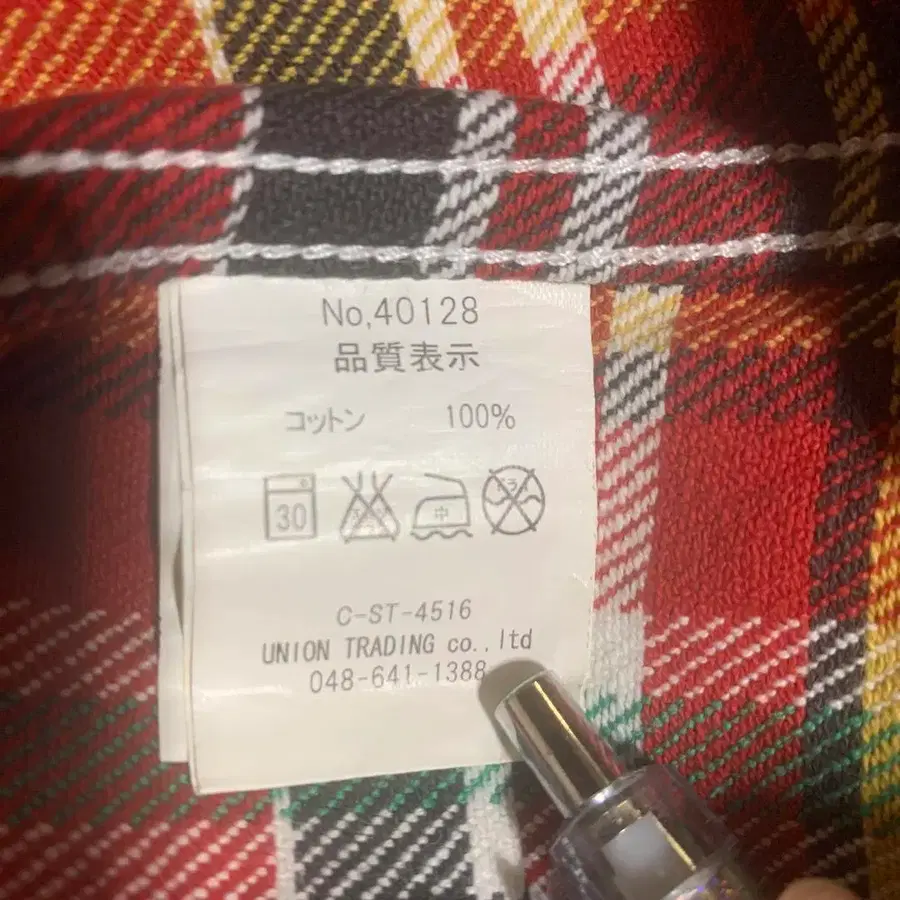 No,40128
品質表示
コットン 100%
30 中
C-ST-4516
UNION TRADING co.,ltd
048-641-1388